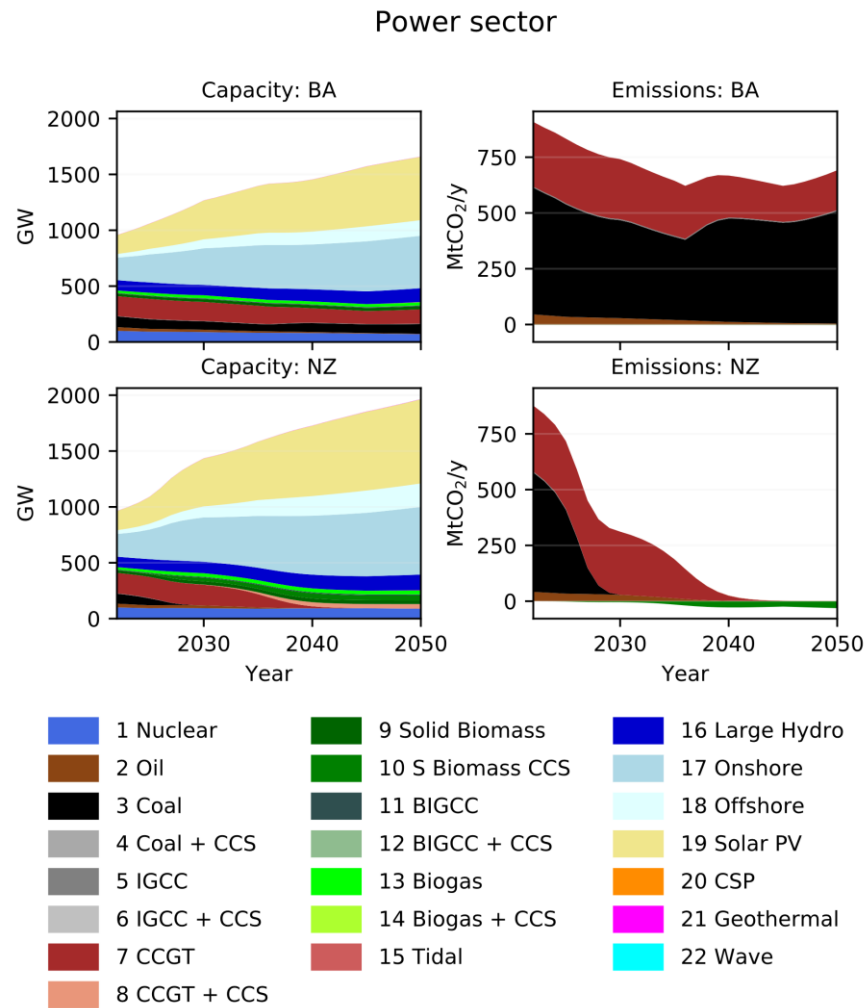 Power sector
Capacity: BA
Emissions: BA
2000
1500
1000
500
0
GW
750
500
250
0
MtCO₂/y
Capacity: NZ
Emissions: NZ
2000
1500
1000
500
0
GW
750
500
250
0
MtCO₂/y
2030 2040 2050
Year
2030 2040 2050
Year
1 Nuclear
2 Oil
3 Coal
4 Coal + CCS
5 IGCC
6 IGCC + CCS
7 CCGT
8 CCGT + CCS
9 Solid Biomass
10 S Biomass CCS
11 BIGCC
12 BIGCC + CCS
13 Biogas
14 Biogas + CCS
15 Tidal
16 Large Hydro
17 Onshore
18 Offshore
19 Solar PV
20 CSP
21 Geothermal
22 Wave